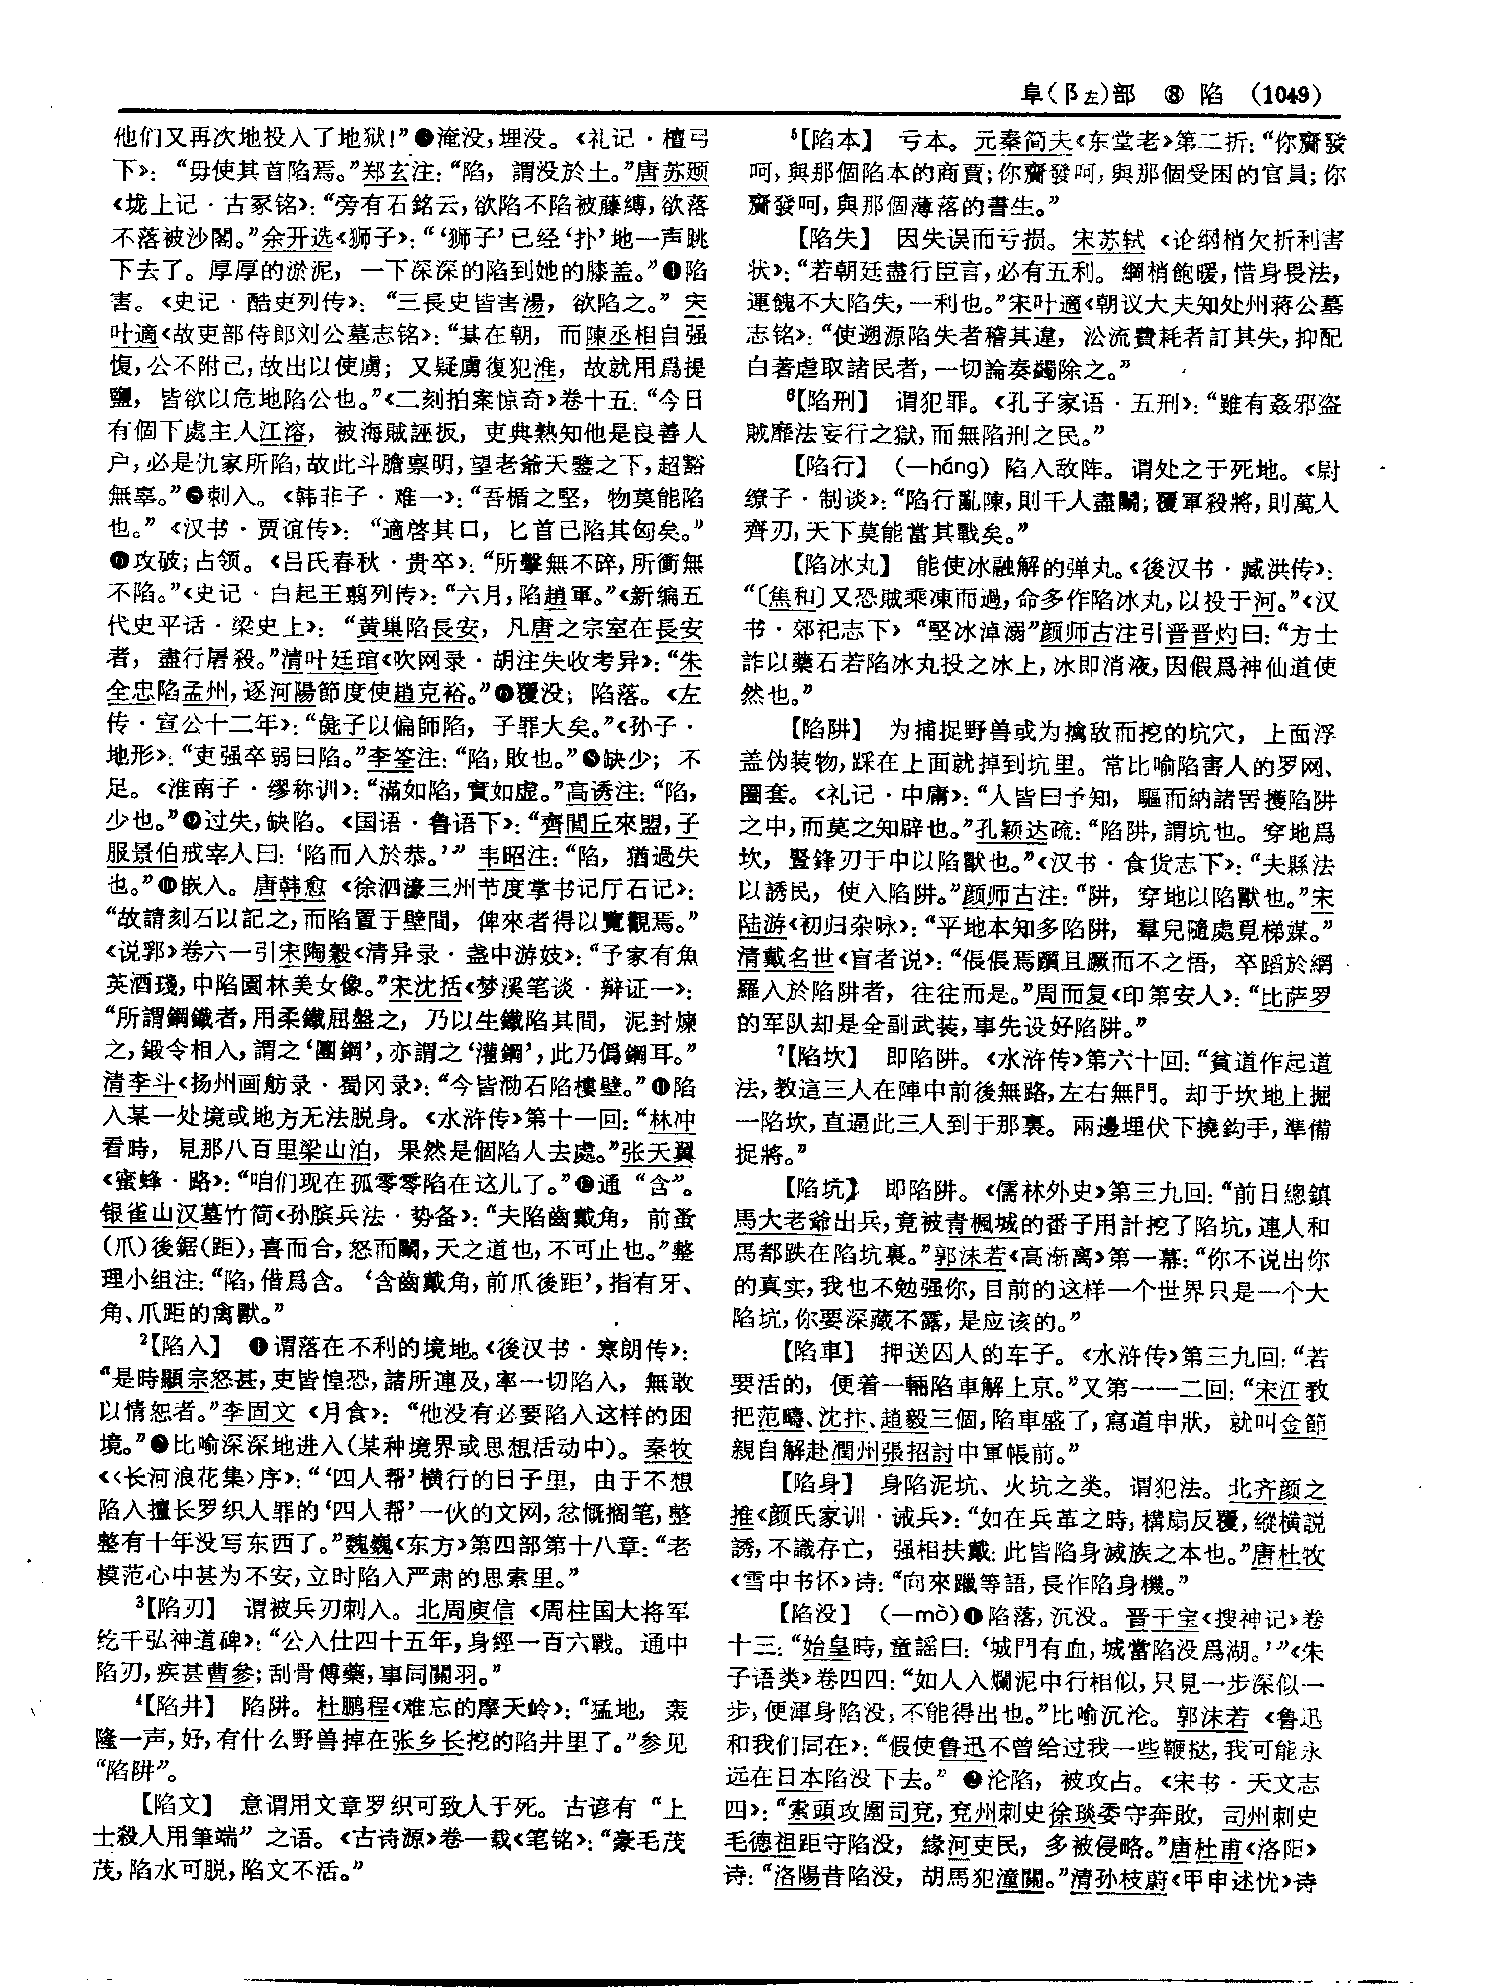 阜(阝左)部 ⑧ 陷 (1049)
他们又再次地投入了地狱!”❸淹没,埋没。《礼记·檀弓
下》: “毋使其首陷焉。”郑玄注:“陷, 謂没於土。”唐苏颋
《垅上记·古冢铭》:“旁有石銘云,欲陷不陷被藤縛,欲落
不落被沙閣。”余开选《狮子》:“‘狮子’已经‘扑’地一声跳
下去了。厚厚的淤泥, 一下深深的陷到她的膝盖。”❹陷
害。《史记·酷吏列传》: “三長史皆害湯, 欲陷之。” 宋
叶適《故吏部侍郎刘公墓志铭》:“某在朝, 而陳丞相自强
愎,公不附己,故出以使虜; 又疑虜復犯淮, 故就用爲提
鹽, 皆欲以危地陷公也。”《二刻拍案惊奇》卷十五:“今日
有個下處主人江溶, 被海賊誣扳, 吏典熟知他是良善人
户,必是仇家所陷,故此斗膽禀明,望老爺天鑒之下,超豁
無辜。”❺刺入。《韩非子·难一》:“吾楯之堅, 物莫能陷
也。”《汉书·贾谊传》: “適啓其口, 匕首已陷其匈矣。”
❻攻破;占领。《吕氏春秋·贵卒》:“所擊無不碎,所衝無
不陷。”《史记·白起王翦列传》:“六月,陷趙軍。”《新编五
代史平话·梁史上》: “黄巢陷長安, 凡唐之宗室在長安
者, 盡行屠殺。”清叶廷琯《吹网录·胡注失收考异》:“朱
全忠陷孟州,逐河陽節度使趙克裕。”❼覆没; 陷落。《左
传·宣公十二年》:“彘子以偏師陷, 子罪大矣。”《孙子·
地形》:“吏强卒弱曰陷。”李筌注:“陷,敗也。”❽缺少; 不
足。《淮南子·缪称训》:“滿如陷,實如虚。”高诱注:“陷,
少也。”❾过失,缺陷。《国语·鲁语下》:“齊閭丘來盟,子
服景伯戒宰人曰:‘陷而入於恭。’” 韦昭注:“陷, 猶過失
也。”❿嵌入。唐韩愈《徐泗濠三州节度掌书记厅石记》:
“故請刻石以記之,而陷置于壁間, 俾來者得以覽觀焉。”
《说郛》卷六一引宋陶穀《清异录·盏中游妓》:“予家有魚
英酒琖,中陷園林美女像。”宋沈括《梦溪笔谈·辩证一》:
“所謂鋼鐵者,用柔鐵屈盤之, 乃以生鐵陷其間, 泥封煉
之,鍛令相入,謂之‘團鋼’,亦謂之‘灌鋼’,此乃僞鋼耳。”
清李斗《扬州画舫录·蜀冈录》:“今皆泐石陷樓壁。”⓫陷
入某一处境或地方无法脱身。《水浒传》第十一回:“林冲
看時, 見那八百里梁山泊, 果然是個陷人去處。”张天翼
《蜜蜂·路》:“咱们现在孤零零陷在这儿了。”⓬通“含”。
银雀山汉墓竹简《孙膑兵法·势备》:“夫陷齒戴角, 前蚤
(爪)後鋸(距),喜而合,怒而鬭,天之道也,不可止也。”整
理小组注:“陷,借爲含。‘含齒戴角,前爪後距’,指有牙、
角、爪距的禽獸。”
²【陷入】 ❶谓落在不利的境地。《後汉书·寒朗传》:
“是時顯宗怒甚,吏皆惶恐,諸所連及,率一切陷入, 無敢
以情恕者。”李固文《月食》: “他没有必要陷入这样的困
境。”❷比喻深深地进入(某种境界或思想活动中)。秦牧
《〈长河浪花集〉序》:“‘四人帮’横行的日子里, 由于不想
陷入擅长罗织人罪的‘四人帮’一伙的文网,忿慨搁笔,整
整有十年没写东西了。”魏巍《东方》第四部第十八章:“老
模范心中甚为不安,立时陷入严肃的思索里。”
³【陷刃】 谓被兵刃刺入。北周庾信《周柱国大将军
纥干弘神道碑》:“公入仕四十五年,身經一百六戰。通中
陷刃,疾甚曹參;刮骨傅藥,事同關羽。”
⁴【陷井】 陷阱。杜鹏程《难忘的摩天岭》:“猛地, 轰
隆一声,好,有什么野兽掉在张乡长挖的陷井里了。”参见
“陷阱”。
【陷文】 意谓用文章罗织可致人于死。古谚有“上
士殺人用筆端”之语。《古诗源》卷一载《笔铭》:“豪毛茂
茂,陷水可脱,陷文不活。”
⁵【陷本】 亏本。元秦简夫《东堂老》第二折:“你齎發
呵,與那個陷本的商賈;你齎發呵,與那個受困的官員;你
齎發呵,與那個薄落的書生。”
【陷失】 因失误而亏损。宋苏轼《论纲梢欠折利害
状》:“若朝廷盡行臣言,必有五利。綱梢飽暖,惜身畏法,
運餽不大陷失,一利也。”宋叶適《朝议大夫知处州蒋公墓
志铭》:“使遡源陷失者稽其違, 沿流費耗者訂其失,抑配
白著虐取諸民者,一切論奏蠲除之。”
⁶【陷刑】 谓犯罪。《孔子家语·五刑》:“雖有姦邪盗
賊靡法妄行之獄,而無陷刑之民。”
【陷行】 (—háng) 陷入敌阵。谓处之于死地。《尉
缭子·制谈》:“陷行亂陳,則千人盡鬭;覆軍殺將,則萬人
齊刃,天下莫能當其戰矣。”
【陷冰丸】 能使冰融解的弹丸。《後汉书·臧洪传》:
“〔焦和〕又恐賊乘凍而過,命多作陷冰丸,以投于河。”《汉
书·郊祀志下》“堅冰淖溺”颜师古注引晋晋灼曰:“方士
詐以藥石若陷冰丸投之冰上,冰即消液,因假爲神仙道使
然也。”
【陷阱】 为捕捉野兽或为擒敌而挖的坑穴, 上面浮
盖伪装物,踩在上面就掉到坑里。常比喻陷害人的罗网、
圈套。《礼记·中庸》:“人皆曰予知, 驅而納諸罟擭陷阱
之中,而莫之知辟也。”孔颖达疏:“陷阱,謂坑也。穿地爲
坎, 豎鋒刃于中以陷獸也。”《汉书·食货志下》:“夫縣法
以誘民, 使入陷阱。”颜师古注:“阱, 穿地以陷獸也。”宋
陆游《初归杂咏》:“平地本知多陷阱, 羣兒隨處覓梯媒。”
清戴名世《盲者说》:“倀倀焉躓且蹶而不之悟, 卒蹈於網
羅入於陷阱者, 往往而是。”周而复《印第安人》:“比萨罗
的军队却是全副武装,事先设好陷阱。”
⁷【陷坎】 即陷阱。《水浒传》第六十回:“貧道作起道
法,教這三人在陣中前後無路,左右無門。却于坎地上掘
一陷坎,直逼此三人到于那裏。兩邊埋伏下撓鈎手,準備
捉將。”
【陷坑】 即陷阱。《儒林外史》第三九回:“前日總鎮
馬大老爺出兵,竟被青楓城的番子用計挖了陷坑,連人和
馬都跌在陷坑裏。”郭沫若《高渐离》第一幕:“你不说出你
的真实,我也不勉强你,目前的这样一个世界只是一个大
陷坑,你要深藏不露,是应该的。”
【陷車】 押送囚人的车子。《水浒传》第三九回:“若
要活的, 便着一輛陷車解上京。”又第一一二回:“宋江教
把范疇、沈抃、趙毅三個,陷車盛了,寫道申狀, 就叫金節
親自解赴潤州張招討中軍帳前。”
【陷身】 身陷泥坑、火坑之类。谓犯法。北齐颜之
推《颜氏家训·诫兵》:“如在兵革之時,構扇反覆,縱横説
誘,不識存亡, 强相扶戴:此皆陷身滅族之本也。”唐杜牧
《雪中书怀》诗:“向來躐等語,長作陷身機。”
【陷没】 (—mò)❶陷落,沉没。晋干宝《搜神记》卷
十三:“始皇時,童謡曰:‘城門有血,城當陷没爲湖。’”《朱
子语类》卷四四:“如人入爛泥中行相似,只見一步深似一
步,便渾身陷没,不能得出也。”比喻沉沦。郭沫若《鲁迅
和我们同在》:“假使鲁迅不曾给过我一些鞭挞,我可能永
远在日本陷没下去。” ❷沦陷, 被攻占。《宋书·天文志
四》:“索頭攻圍司兖,兖州刺史徐琰委守奔敗, 司州刺史
毛德祖距守陷没, 緣河吏民, 多被侵略。”唐杜甫《洛阳》
诗:“洛陽昔陷没, 胡馬犯潼關。”清孙枝蔚《甲申述忧》诗